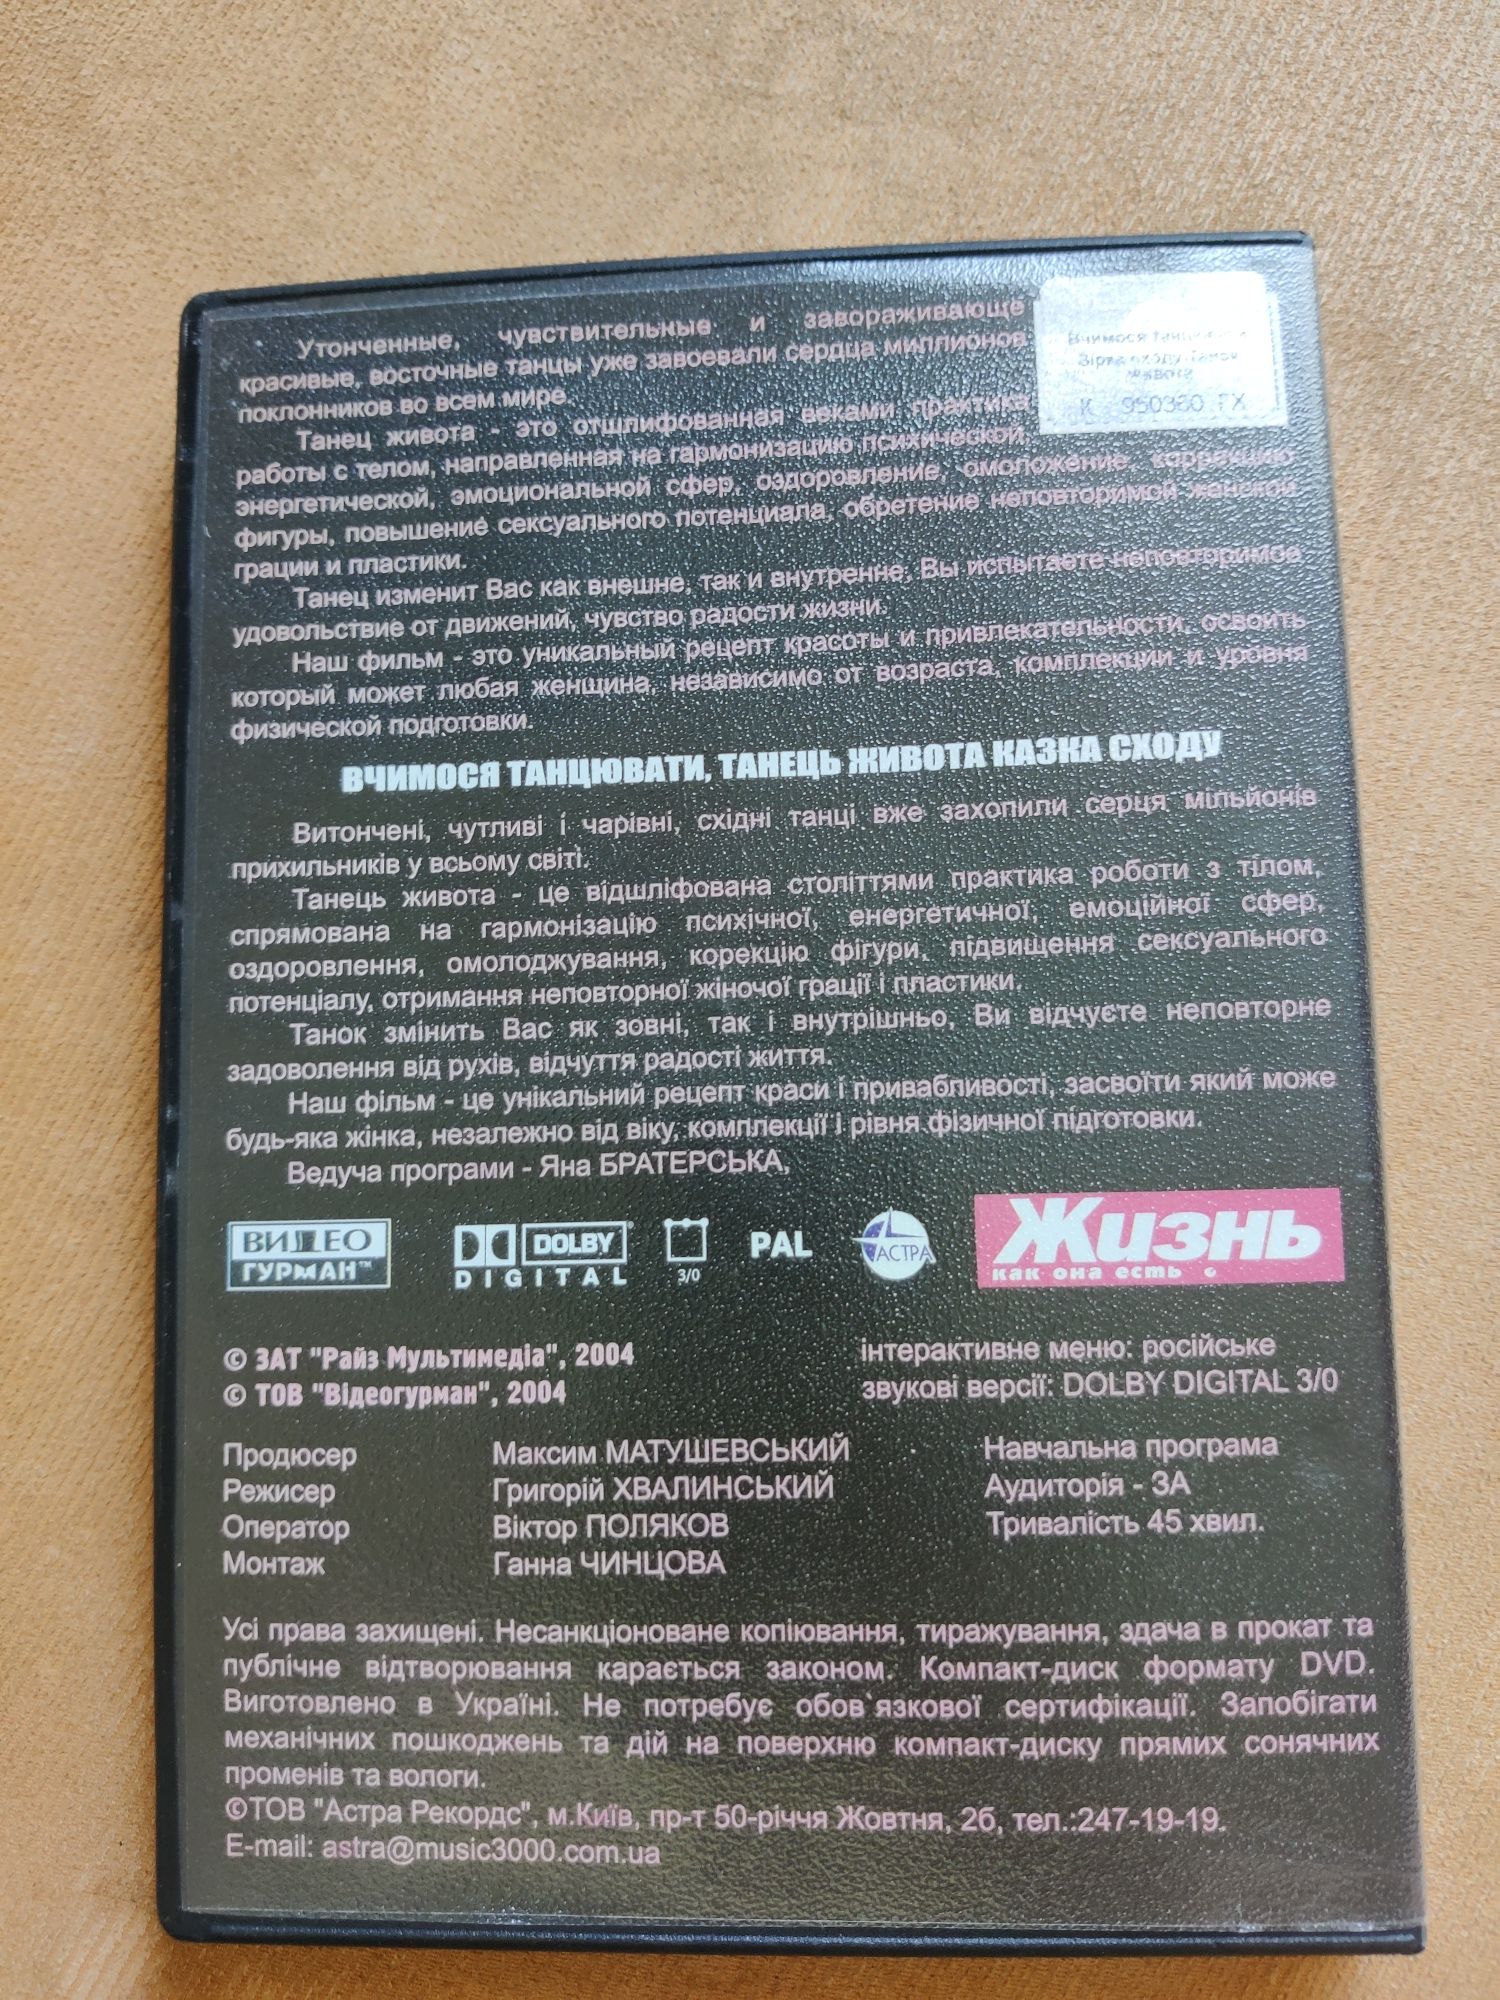 Утонченные, чувствительные и завораживающе
красивые, восточные танцы уже завоевали сердца миллионов
поклонников во всем мире.
Танец живота - это отшлифованная веками практика
работы с телом, направленная на гармонизацию психической,
энергетической, эмоциональной сфер, оздоровление, омоложение, коррекцию
фигуры, повышение сексуального потенциала, обретение неповторимой женской
грации и пластики.
Танец изменит Вас как внешне, так и внутренне, Вы испытаете неповторимое
удовольствие от движений, чувство радости жизни.
Наш фильм - это уникальный рецепт красоты и привлекательности, освоить
который может любая женщина, независимо от возраста, комплекции и уровня
физической подготовки.
Вчимося танцювати
Зірка сходу. Танок
живота
К 950360 ГХ
ВЧИМОСЯ ТАНЦЮВАТИ, ТАНЕЦЬ ЖИВОТА КАЗКА СХОДУ
Витончені, чутливі і чарівні, східні танці вже захопили серця мільйонів
прихильників у всьому світі.
Танець живота - це відшліфована століттями практика роботи з тілом,
спрямована на гармонізацію психічної, енергетичної, емоційної сфер,
оздоровлення, омолоджування, корекцію фігури, підвищення сексуального
потенціалу, отримання неповторної жіночої грації і пластики.
Танок змінить Вас як зовні, так і внутрішньо, Ви відчуєте неповторне
задоволення від рухів, відчуття радості життя.
Наш фільм - це унікальний рецепт краси і привабливості, засвоїти який може
будь-яка жінка, незалежно від віку, комплекції і рівня фізичної підготовки.
Ведуча програми - Яна БРАТЕРСЬКА,
ВИДЕО
ГУРМАН™
DOLBY
DIGITAL
3/0
PAL
АСТРА
Жизнь
как она есть
© ЗАТ "Райз Мультимедіа", 2004
© ТОВ "Відеогурман", 2004
інтерактивне меню: російське
звукові версії: DOLBY DIGITAL 3/0
Продюсер Максим МАТУШЕВСЬКИЙ Навчальна програма
Режисер Григорій ХВАЛИНСЬКИЙ Аудиторія - ЗА
Оператор Віктор ПОЛЯКОВ Тривалість 45 хвил.
Монтаж Ганна ЧИНЦОВА
Усі права захищені. Несанкціоноване копіювання, тиражування, здача в прокат та
публічне відтворювання карається законом. Компакт-диск формату DVD.
Виготовлено в Україні. Не потребує обов`язкової сертифікації. Запобігати
механічних пошкоджень та дій на поверхню компакт-диску прямих сонячних
променів та вологи.
©ТОВ "Астра Рекордс", м.Київ, пр-т 50-річчя Жовтня, 2б, тел.:247-19-19.
E-mail: astra@music3000.com.ua